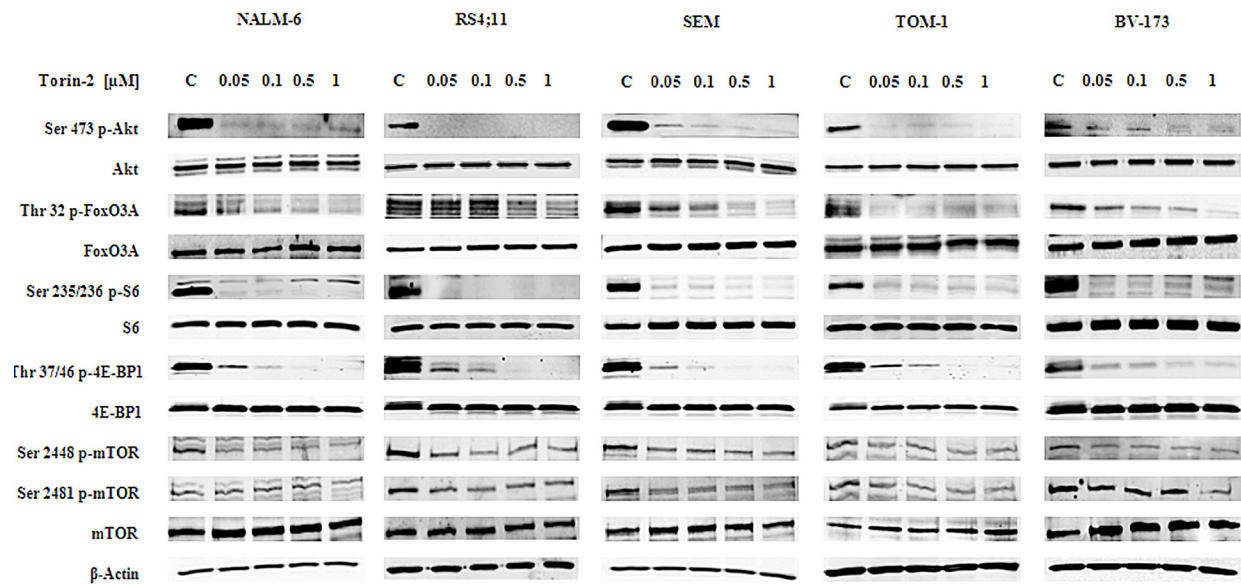 NALM-6 RS4;11 SEM TOM-1 BV-173
Torin-2 [µM] C 0.05 0.1 0.5 1 C 0.05 0.1 0.5 1 C 0.05 0.1 0.5 1 C 0.05 0.1 0.5 1 C 0.05 0.1 0.5 1
Ser 473 p-Akt
Akt
Thr 32 p-FoxO3A
FoxO3A
Ser 235/236 p-S6
S6
Thr 37/46 p-4E-BP1
4E-BP1
Ser 2448 p-mTOR
Ser 2481 p-mTOR
mTOR
β-Actin